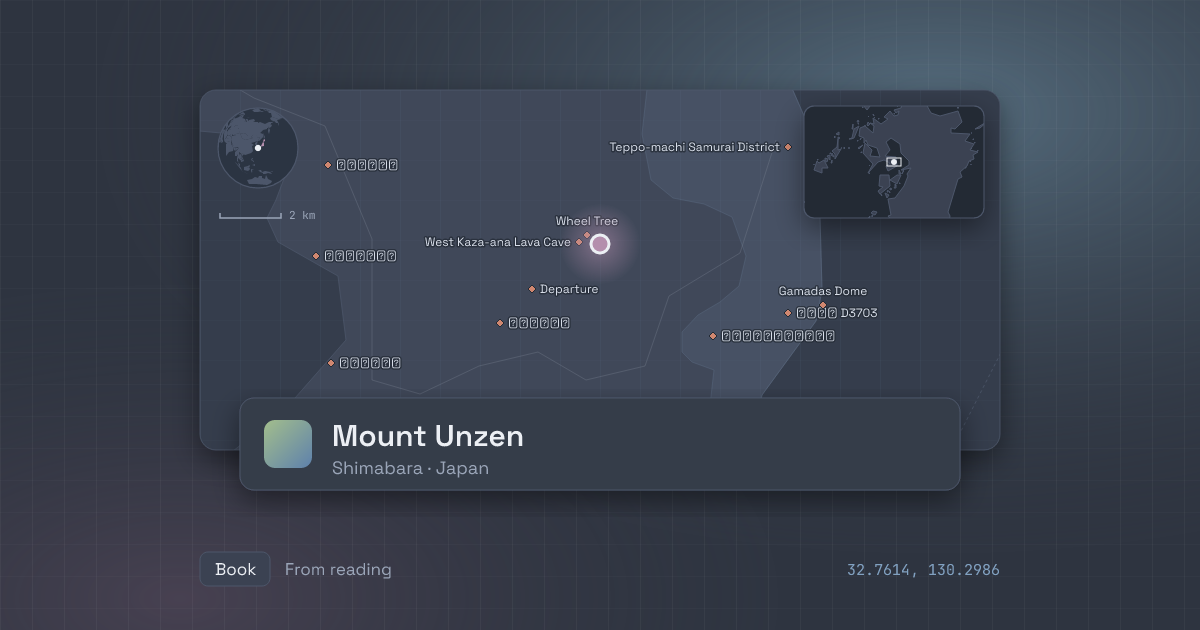 Teppo-machi Samurai District
2 km
Wheel Tree
West Kaza-ana Lava Cave
Departure
Gamadas Dome
D3703
Mount Unzen
Shimabara · Japan
Book
From reading
32.7614, 130.2986